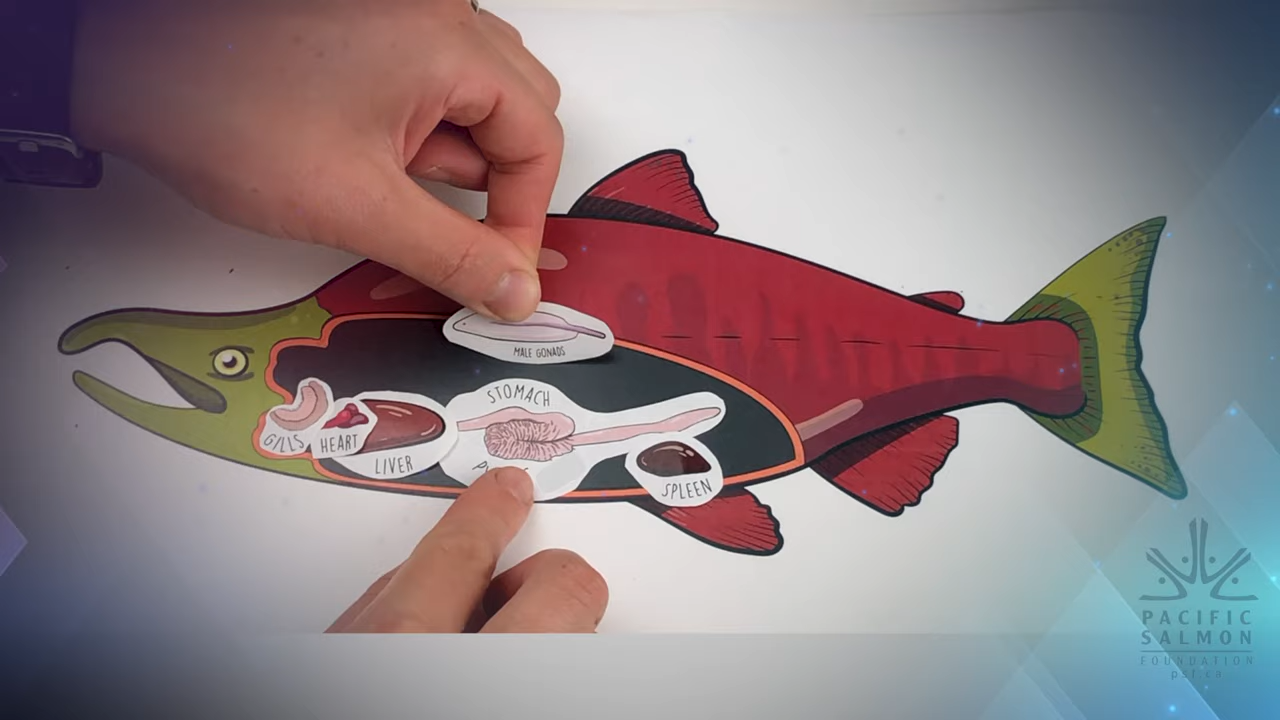 MALE GONADS
STOMACH
GILLS
HEART
LIVER
SPLEEN
PACIFIC
SALMON
FOUNDATION
psf.ca